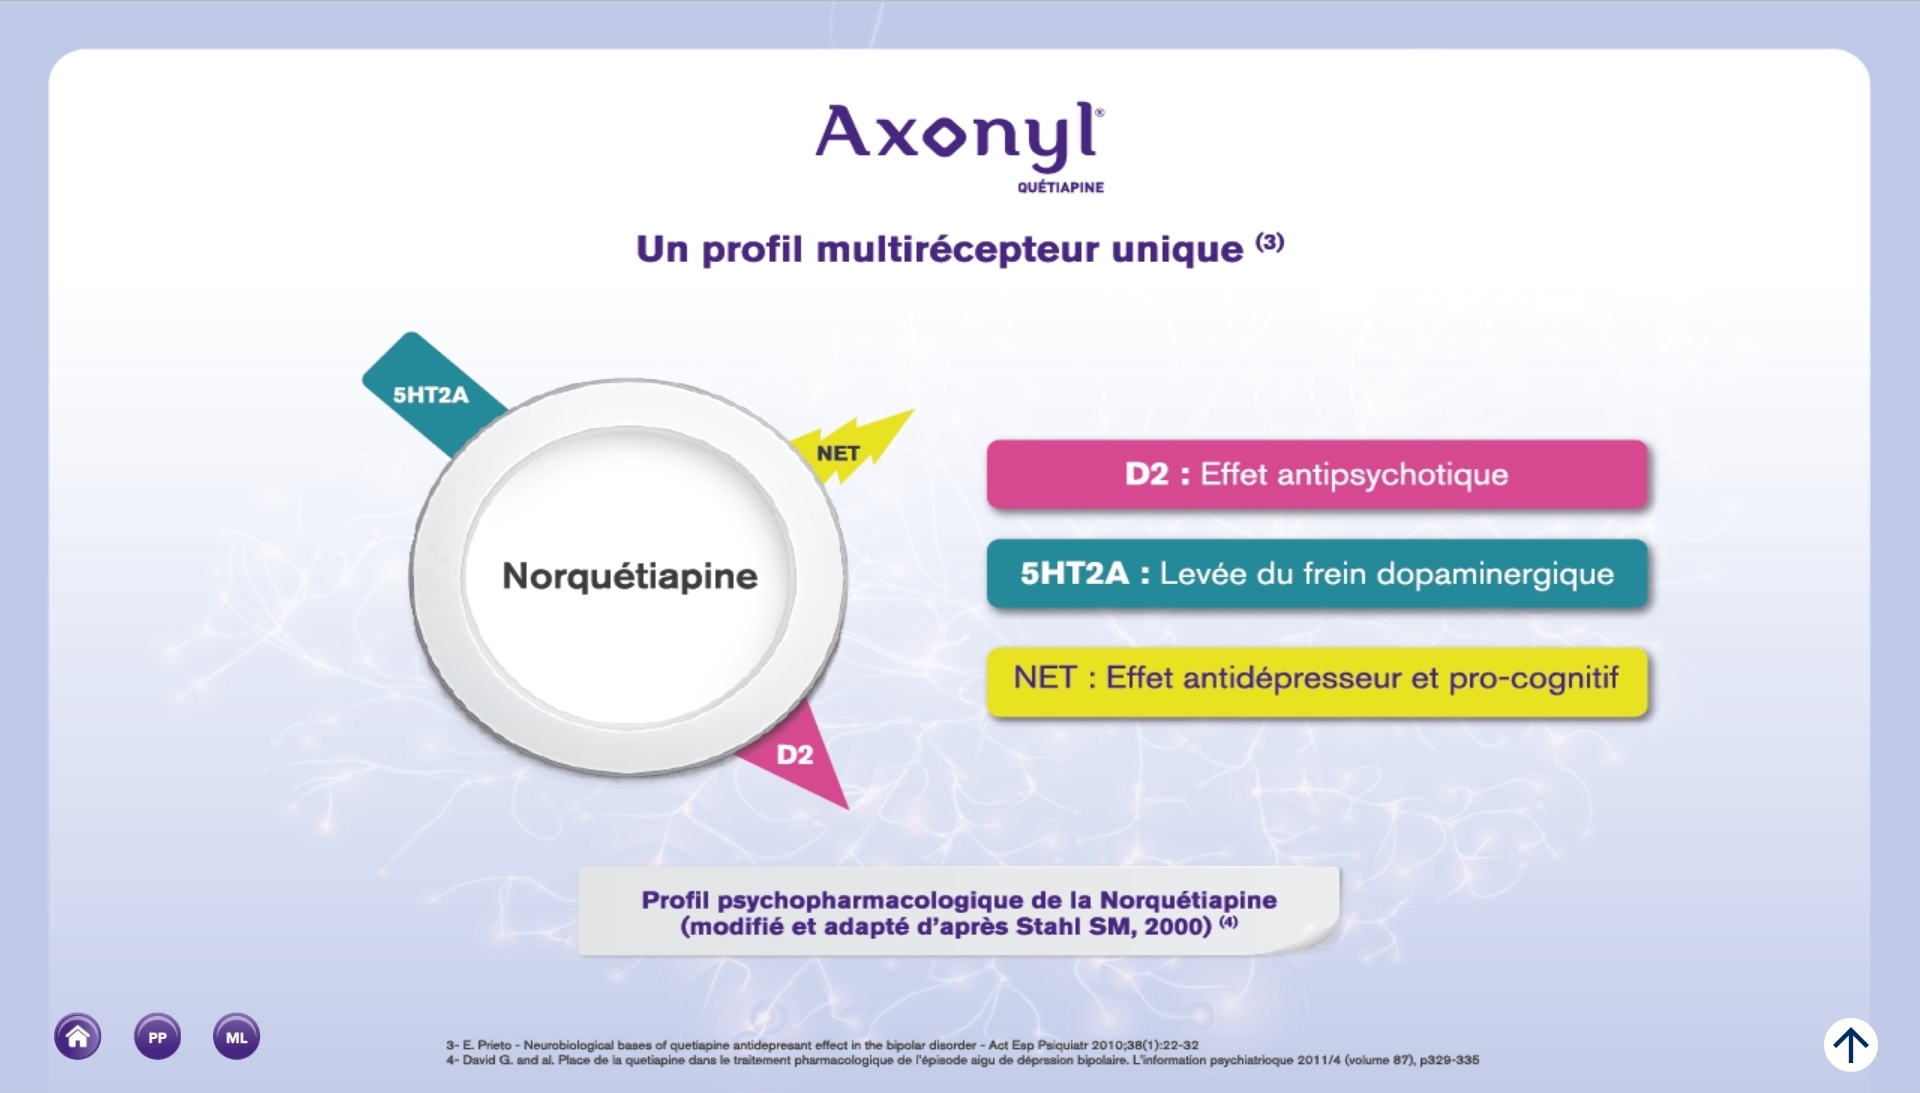 Axonyl®
QUÉTIAPINE
Un profil multirécepteur unique (3)
5HT2A
NET
Norquétiapine
D2
D2 : Effet antipsychotique
5HT2A : Levée du frein dopaminergique
NET : Effet antidépresseur et pro-cognitif
Profil psychopharmacologique de la Norquétiapine
(modifié et adapté d'après Stahl SM, 2000) (4)
PP
ML
3- E. Prieto - Neurobiological bases of quetiapine antidepresant effect in the bipolar disorder - Act Esp Psiquiatr 2010;38(1):22-32
4- David G. and al. Place de la quetiapine dans le traitement pharmacologique de l'épisode aigu de déprssion bipolaire. L'information psychiatrioque 2011/4 (volume 87), p329-335